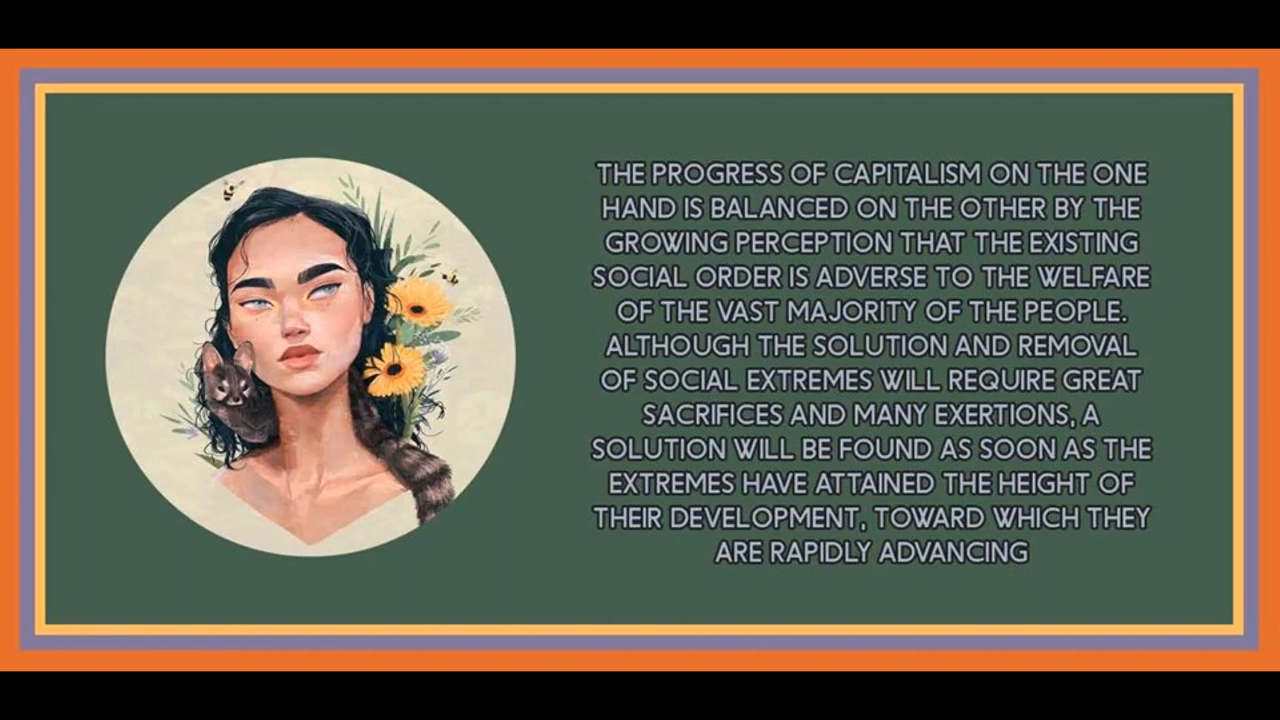 THE PROGRESS OF CAPITALISM ON THE ONE
HAND IS BALANCED ON THE OTHER BY THE
GROWING PERCEPTION THAT THE EXISTING
SOCIAL ORDER IS ADVERSE TO THE WELFARE
OF THE VAST MAJORITY OF THE PEOPLE.
ALTHOUGH THE SOLUTION AND REMOVAL
OF SOCIAL EXTREMES WILL REQUIRE GREAT
SACRIFICES AND MANY EXERTIONS, A
SOLUTION WILL BE FOUND AS SOON AS THE
EXTREMES HAVE ATTAINED THE HEIGHT OF
THEIR DEVELOPMENT, TOWARD WHICH THEY
ARE RAPIDLY ADVANCING